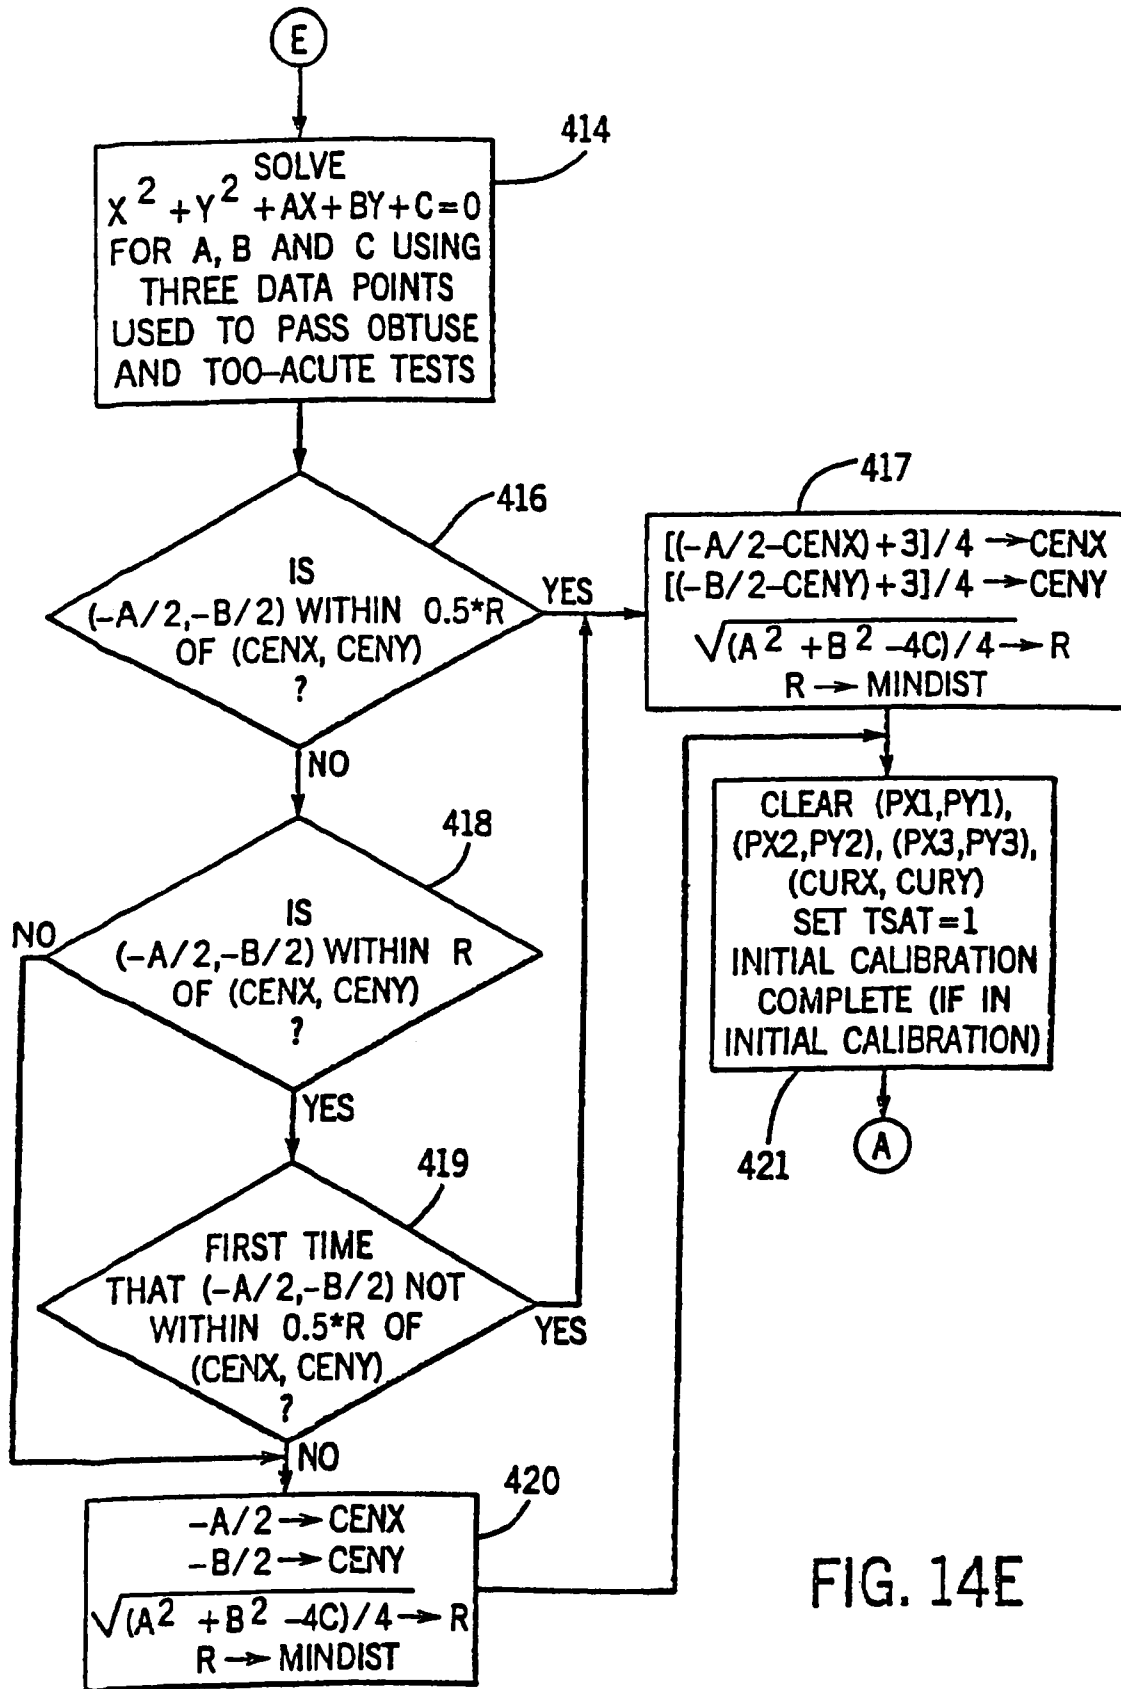 E
414
SOLVE
X² +Y² +AX+BY+C=0
FOR A, B AND C USING
THREE DATA POINTS
USED TO PASS OBTUSE
AND TOO-ACUTE TESTS
416
IS
(-A/2,-B/2) WITHIN 0.5*R
OF (CENX, CENY)
?
YES
NO
417
[(-A/2-CENX)+3]/4 →CENX
[(-B/2-CENY)+3]/4 →CENY
√(A² +B² -4C)/4 → R
R → MINDIST
418
IS
(-A/2,-B/2) WITHIN R
OF (CENX, CENY)
?
NO
YES
CLEAR (PX1,PY1),
(PX2,PY2), (PX3,PY3),
(CURX, CURY)
SET TSAT=1
INITIAL CALIBRATION
COMPLETE (IF IN
INITIAL CALIBRATION)
421
A
419
FIRST TIME
THAT (-A/2,-B/2) NOT
WITHIN 0.5*R OF
(CENX, CENY)
?
YES
NO
420
-A/2 → CENX
-B/2 → CENY
√(A² +B² -4C)/4 → R
R → MINDIST
FIG. 14E